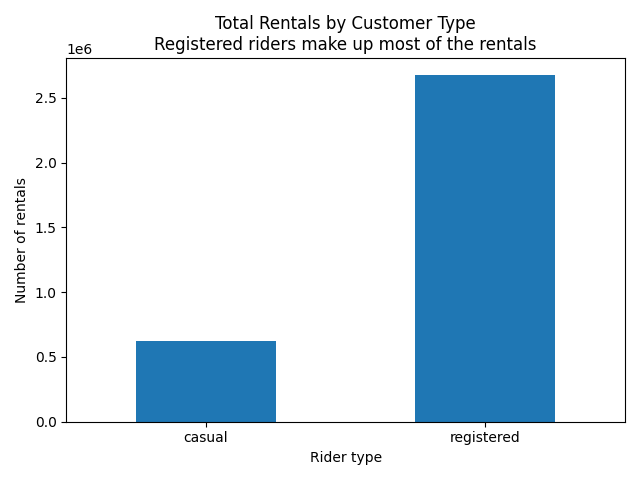 Total Rentals by Customer Type
Registered riders make up most of the rentals
1e6
2.5
2.0
1.5
1.0
0.5
0.0
Number of rentals
casual
registered
Rider type